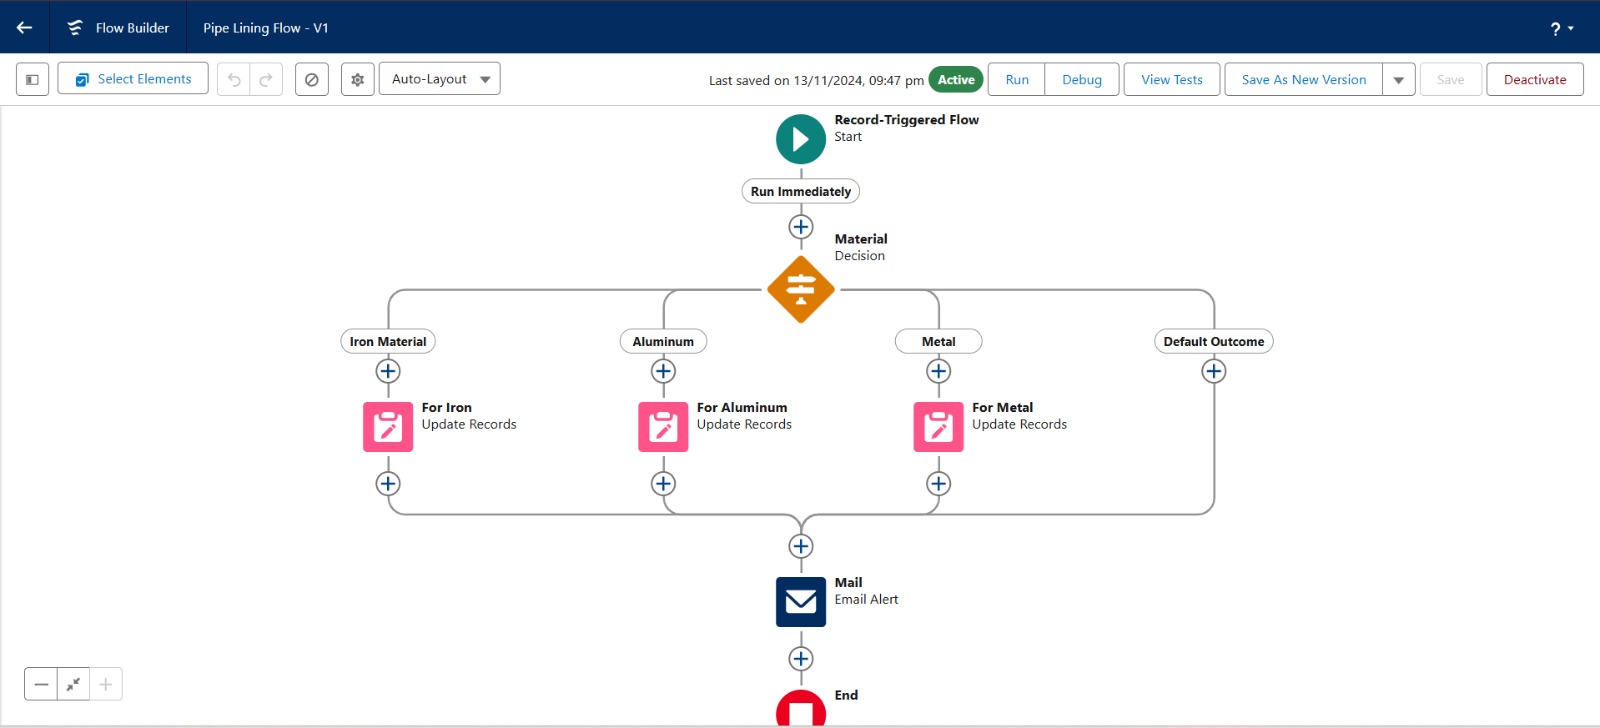 Flow Builder
Pipe Lining Flow - V1
?
Select Elements
Auto-Layout
Last saved on 13/11/2024, 09:47 pm
Active
Run
Debug
View Tests
Save As New Version
Save
Deactivate
Record-Triggered Flow
Start
Run Immediately
Material
Decision
Iron Material
Aluminum
Metal
Default Outcome
For Iron
Update Records
For Aluminum
Update Records
For Metal
Update Records
Mail
Email Alert
End